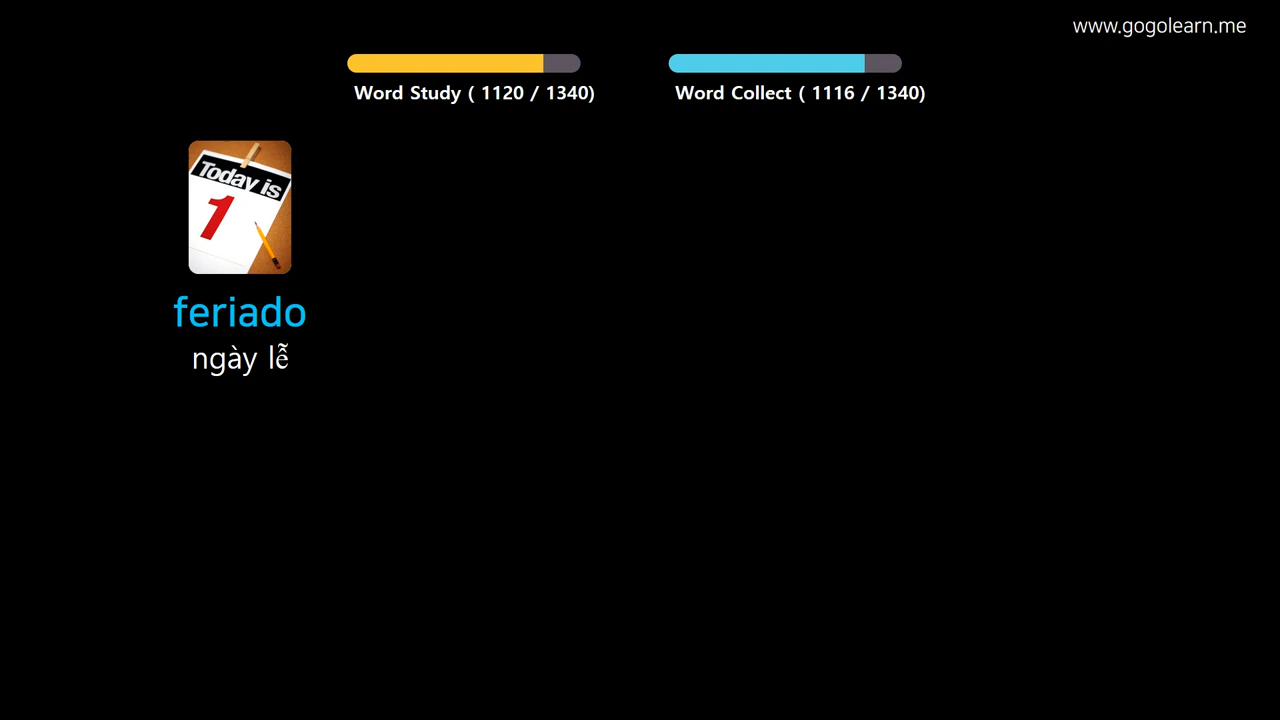 www.gogolearn.me
Word Study ( 1120 / 1340)
Word Collect ( 1116 / 1340)
Today is
1
feriado
ngày lễ